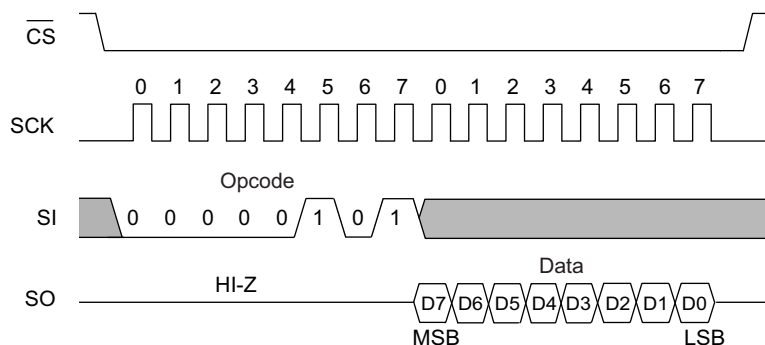 CS
0 1 2 3 4 5 6 7 0 1 2 3 4 5 6 7
SCK
Opcode
SI 0 0 0 0 0 1 0 1
Data
HI-Z
SO D7 D6 D5 D4 D3 D2 D1 D0
MSB LSB